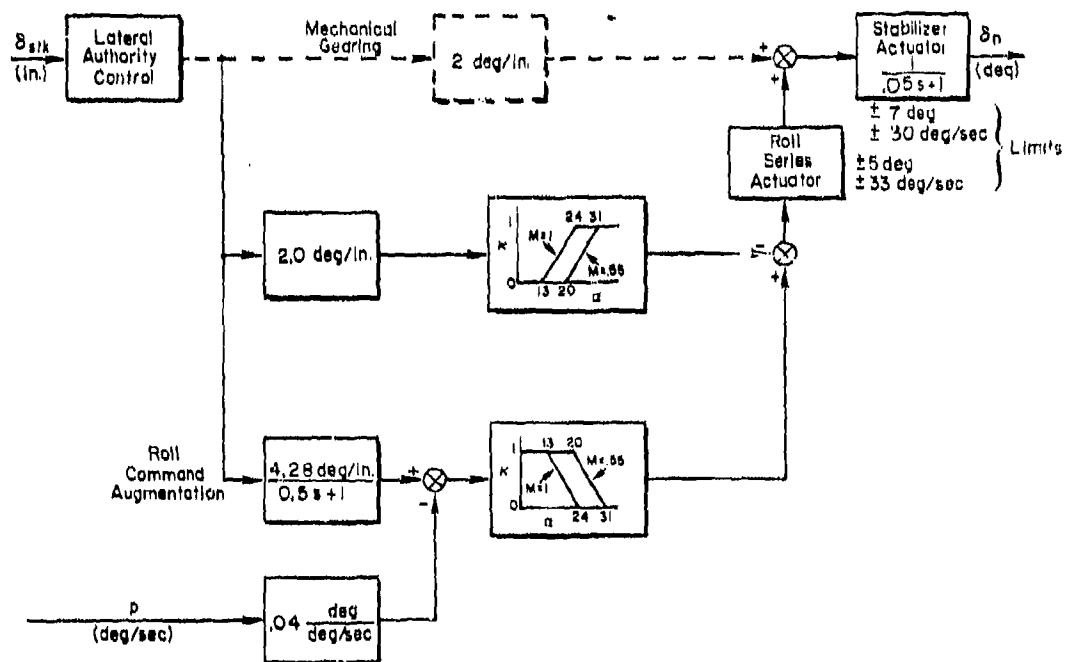 δstk
(in.)
Lateral
Authority
Control
Mechanical
Gearing
2 deg/in.
+
+
Stabilizer
Actuator
1
.05s+1
δn
(deg)
± 7 deg
± 30 deg/sec
Limits
Roll
Series
Actuator
±5 deg
±33 deg/sec
2.0 deg/in.
1
K
0
M=1
24 31
M=.55
13 20
α
+
Roll
Command
Augmentation
4.28 deg/in.
0.5s+1
+
-
1
K
0
13 20
M=1
M=.55
α
24 31
p
(deg/sec)
.04 deg
deg/sec